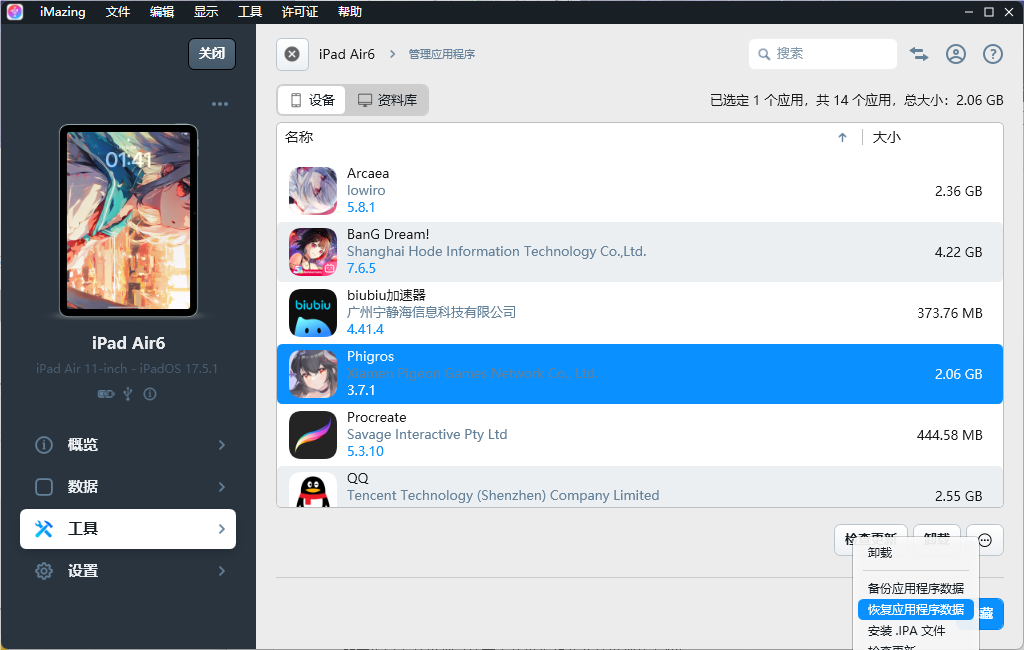 iMazing 文件 编辑 显示 工具 许可证 帮助
关闭
iPad Air6 管理应用程序
搜索
设备 资料库
已选定 1 个应用，共 14 个应用，总大小：2.06 GB
名称 大小
Arcaea
lowiro
5.8.1
2.36 GB
BanG Dream!
Shanghai Hode Information Technology Co.,Ltd.
7.6.5
4.22 GB
biubiu
biubiu加速器
广州宁静海信息科技有限公司
4.41.4
373.76 MB
Phigros
Xiamen Pigeon Games Network Co., Ltd.
3.7.1
2.06 GB
Procreate
Savage Interactive Pty Ltd
5.3.10
444.58 MB
QQ
Tencent Technology (Shenzhen) Company Limited
2.55 GB
01:41
iPad Air6
iPad Air 11-inch - iPadOS 17.5.1
概览
数据
工具
设置
检查更新 卸载
卸载
备份应用程序数据
恢复应用程序数据
安装 .IPA 文件
检查更新
藏